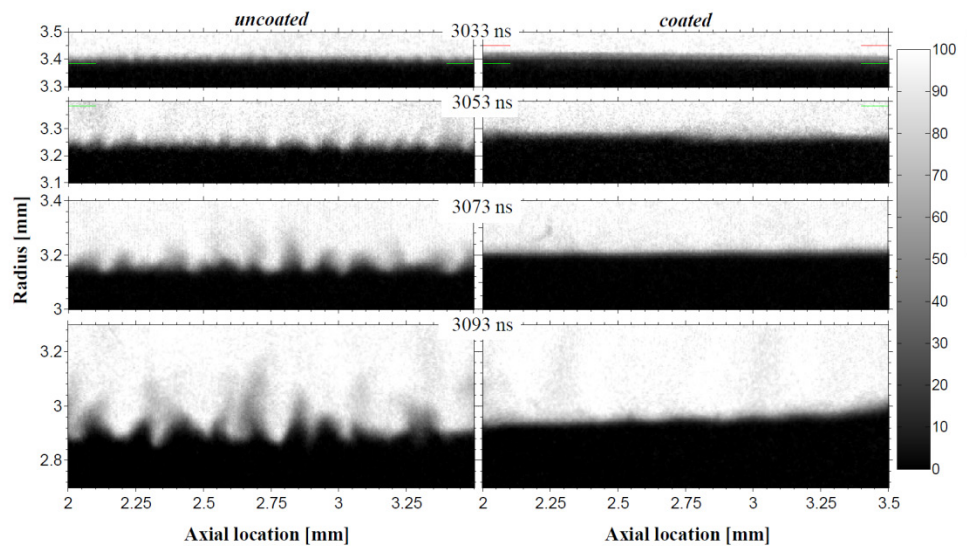 uncoated
coated
3.5
3.4
3.3
3033 ns
3.3
3.2
3.1
3053 ns
3.4
3.2
3
3073 ns
3.2
3
2.8
3093 ns
Radius [mm]
2 2.25 2.5 2.75 3 3.25 2 2.25 2.5 2.75 3 3.25 3.5
Axial location [mm]
Axial location [mm]
100
90
80
70
60
50
40
30
20
10
0